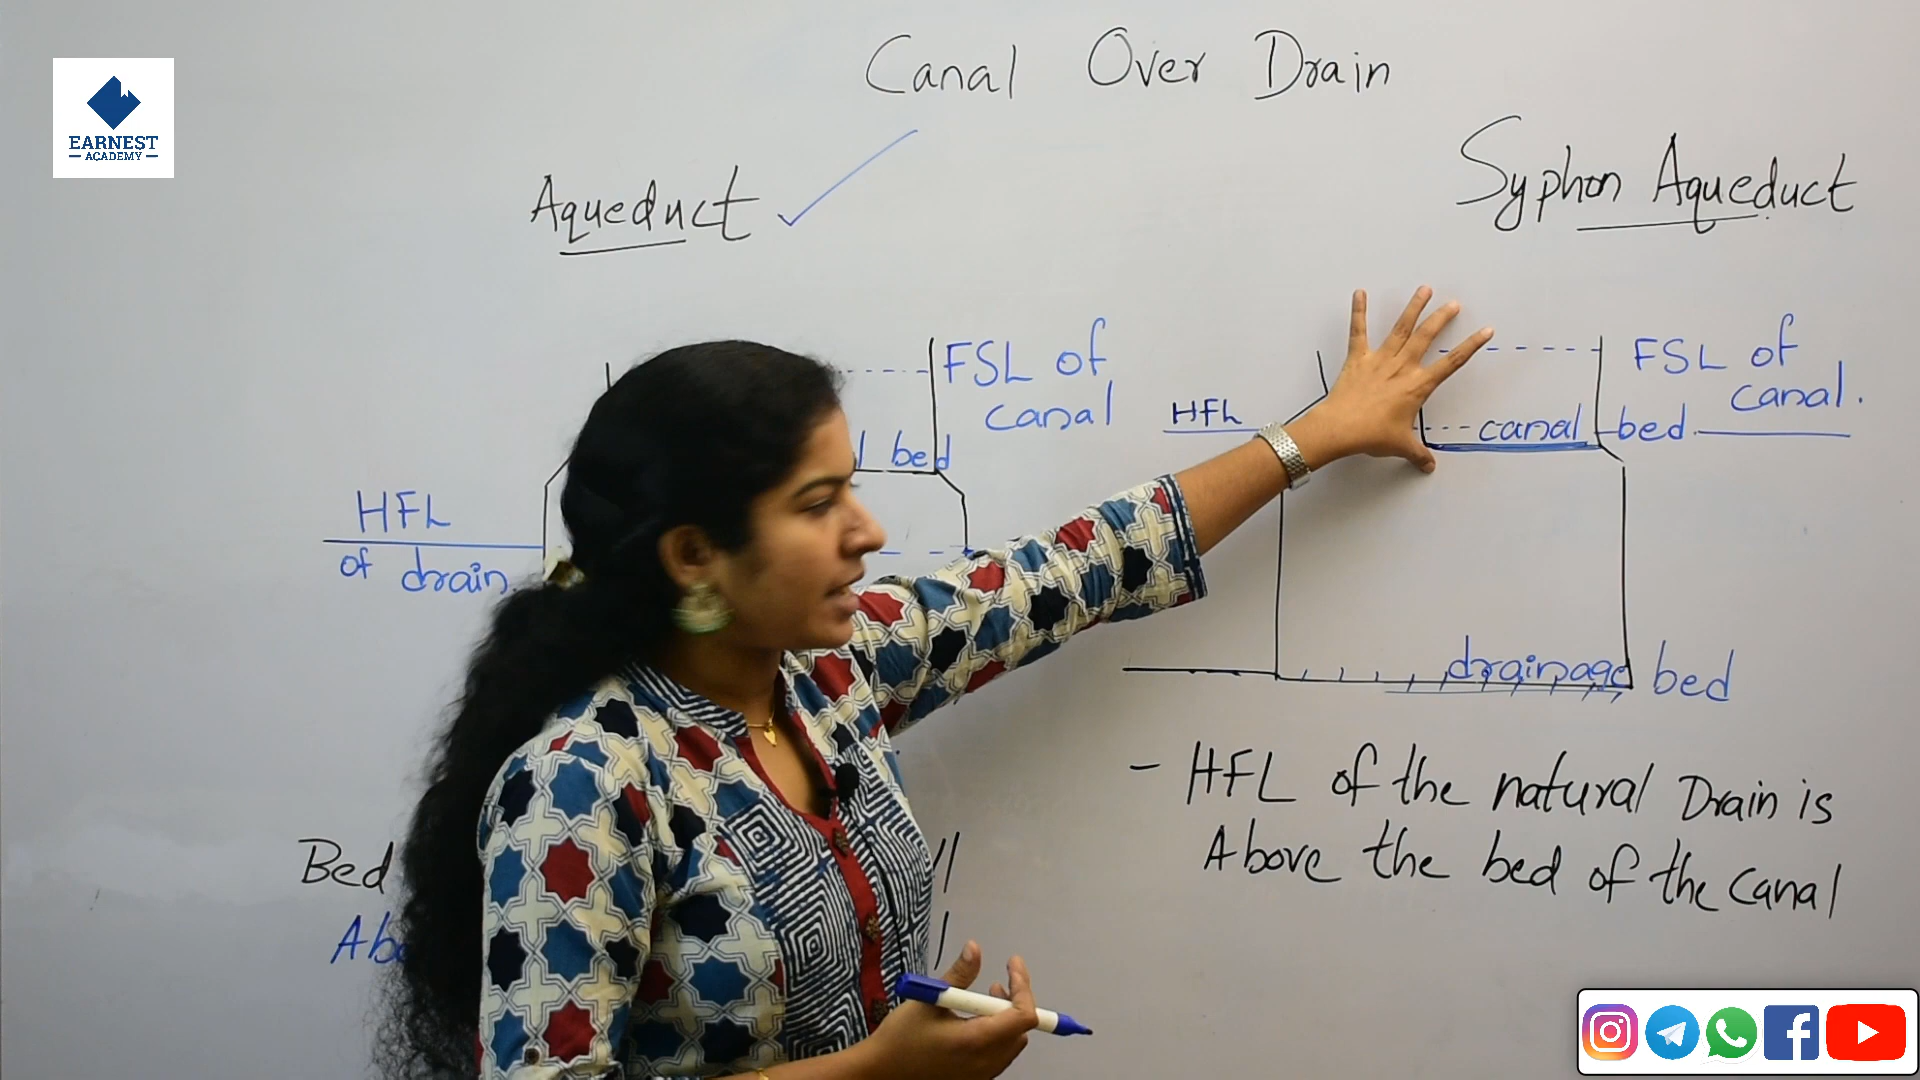 EARNEST
ACADEMY
Canal Over Drain
Aqueduct
Syphon Aqueduct
FSL of
canal
bed
HFL
of drain.
HFL
FSL of
canal.
canal bed
drainage bed
Bed
- HFL of the natural Drain is
Above the bed of the canal